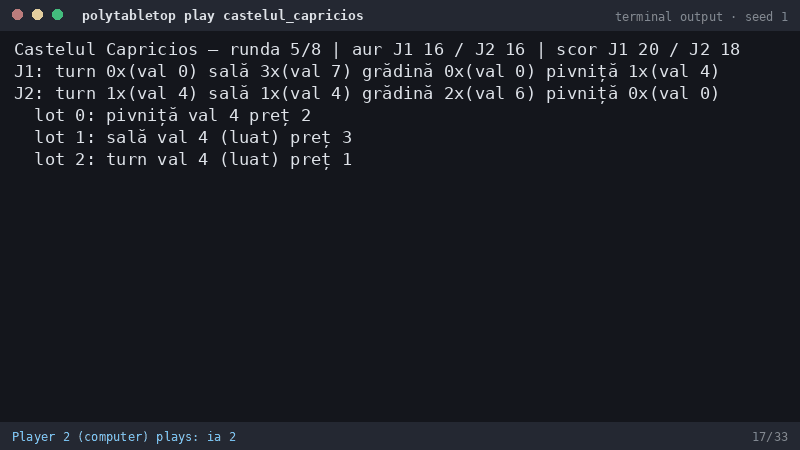 polytabletop play castelul_capricios
terminal output · seed 1
Castelul Capricios — runda 5/8 | aur J1 16 / J2 16 | scor J1 20 / J2 18
J1: turn 0x(val 0) sală 3x(val 7) grădină 0x(val 0) pivniță 1x(val 4)
J2: turn 1x(val 4) sală 1x(val 4) grădină 2x(val 6) pivniță 0x(val 0)
lot 0: pivniță val 4 preț 2
lot 1: sală val 4 (luat) preț 3
lot 2: turn val 4 (luat) preț 1
Player 2 (computer) plays: ia 2
17/33